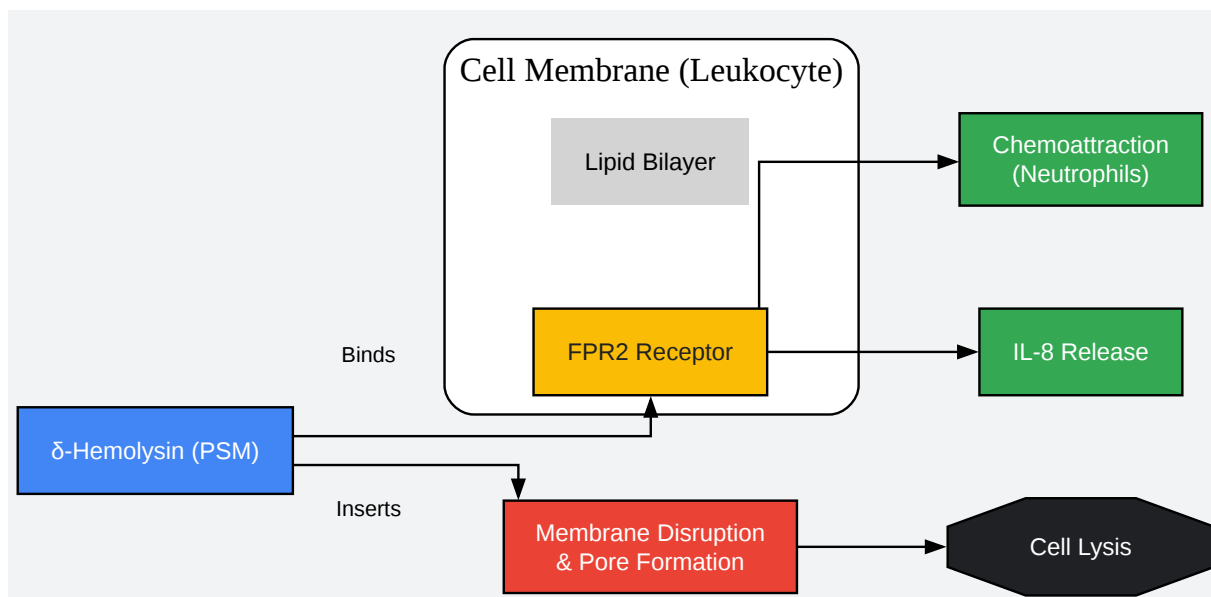 Cell Membrane (Leukocyte)
Lipid Bilayer
Chemoattraction
(Neutrophils)
Binds
FPR2 Receptor
IL-8 Release
δ-Hemolysin (PSM)
Inserts
Membrane Disruption
& Pore Formation
Cell Lysis